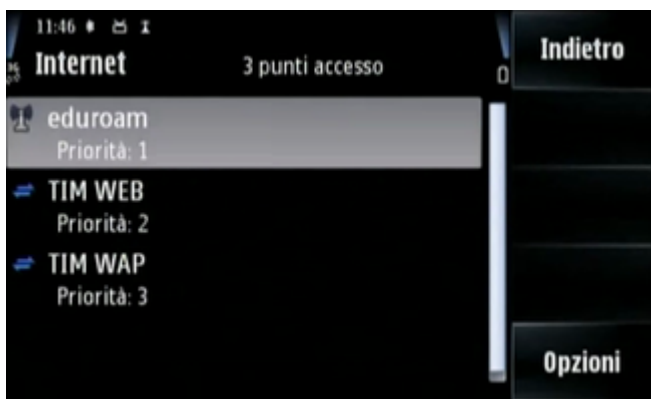 11:46
Indietro
Internet
3 punti accesso
eduroam
Priorità: 1
TIM WEB
Priorità: 2
TIM WAP
Priorità: 3
Opzioni